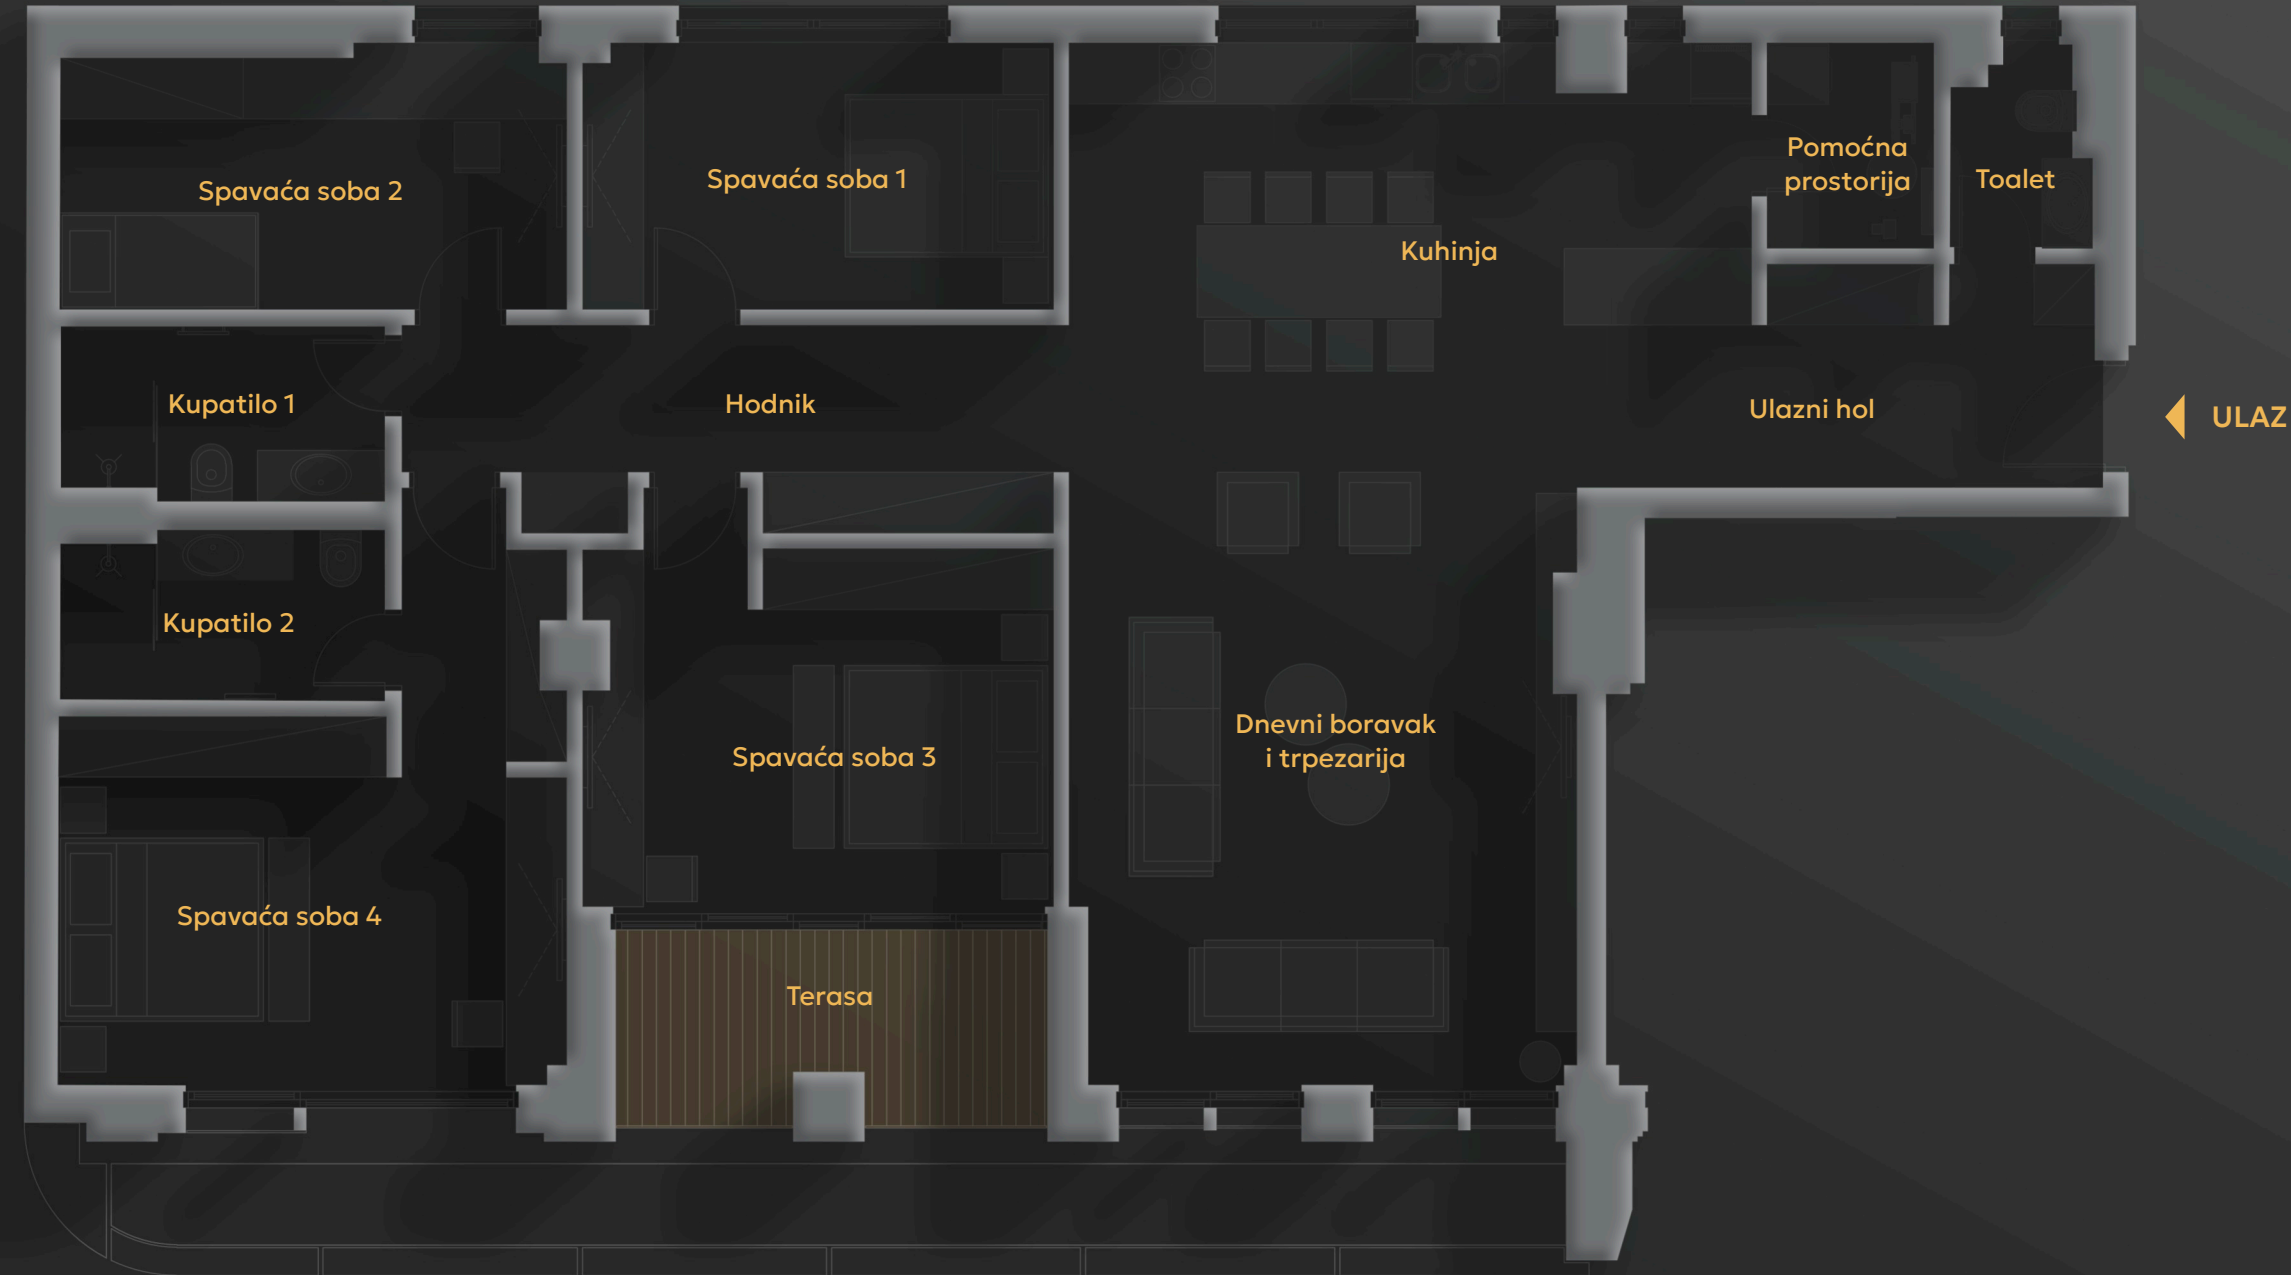 Pomoćna
prostorija
Toalet
Spavaća soba 1
Spavaća soba 2
Kuhinja
Kupatilo 1
Hodnik
Ulazni hol
ULAZ
Kupatilo 2
Dnevni boravak
i trpezarija
Spavaća soba 3
Spavaća soba 4
Terasa